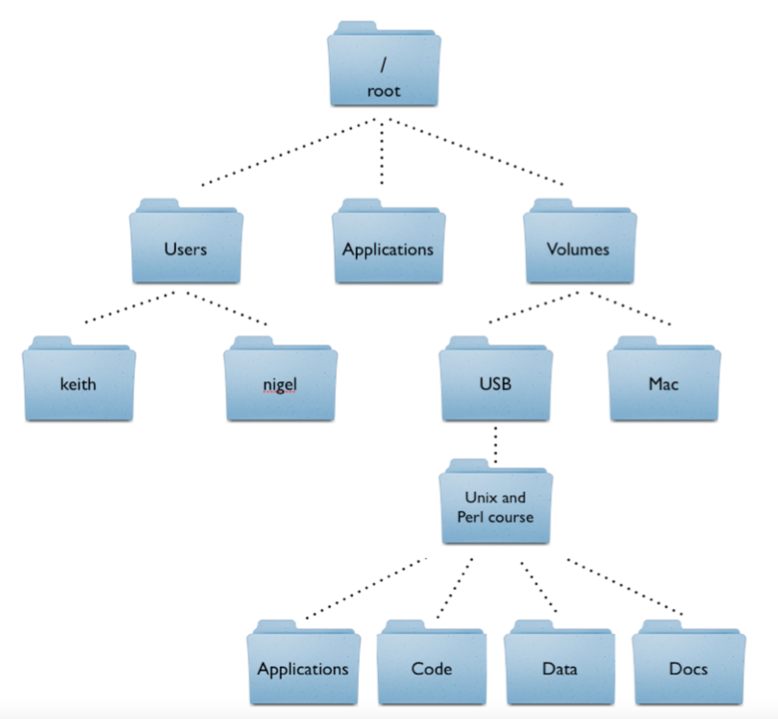 /
root
Users
Applications
Volumes
keith
nigel
USB
Mac
Unix and
Perl course
Applications
Code
Data
Docs